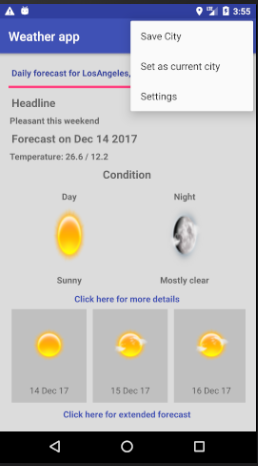 3:55
Weather app
Save City
Set as current city
Settings
Daily forecast for LosAngeles,
Headline
Pleasant this weekend
Forecast on Dec 14 2017
Temperature: 26.6 / 12.2
Condition
Day Night
Sunny Mostly clear
Click here for more details
14 Dec 17 15 Dec 17 16 Dec 17
Click here for extended forecast